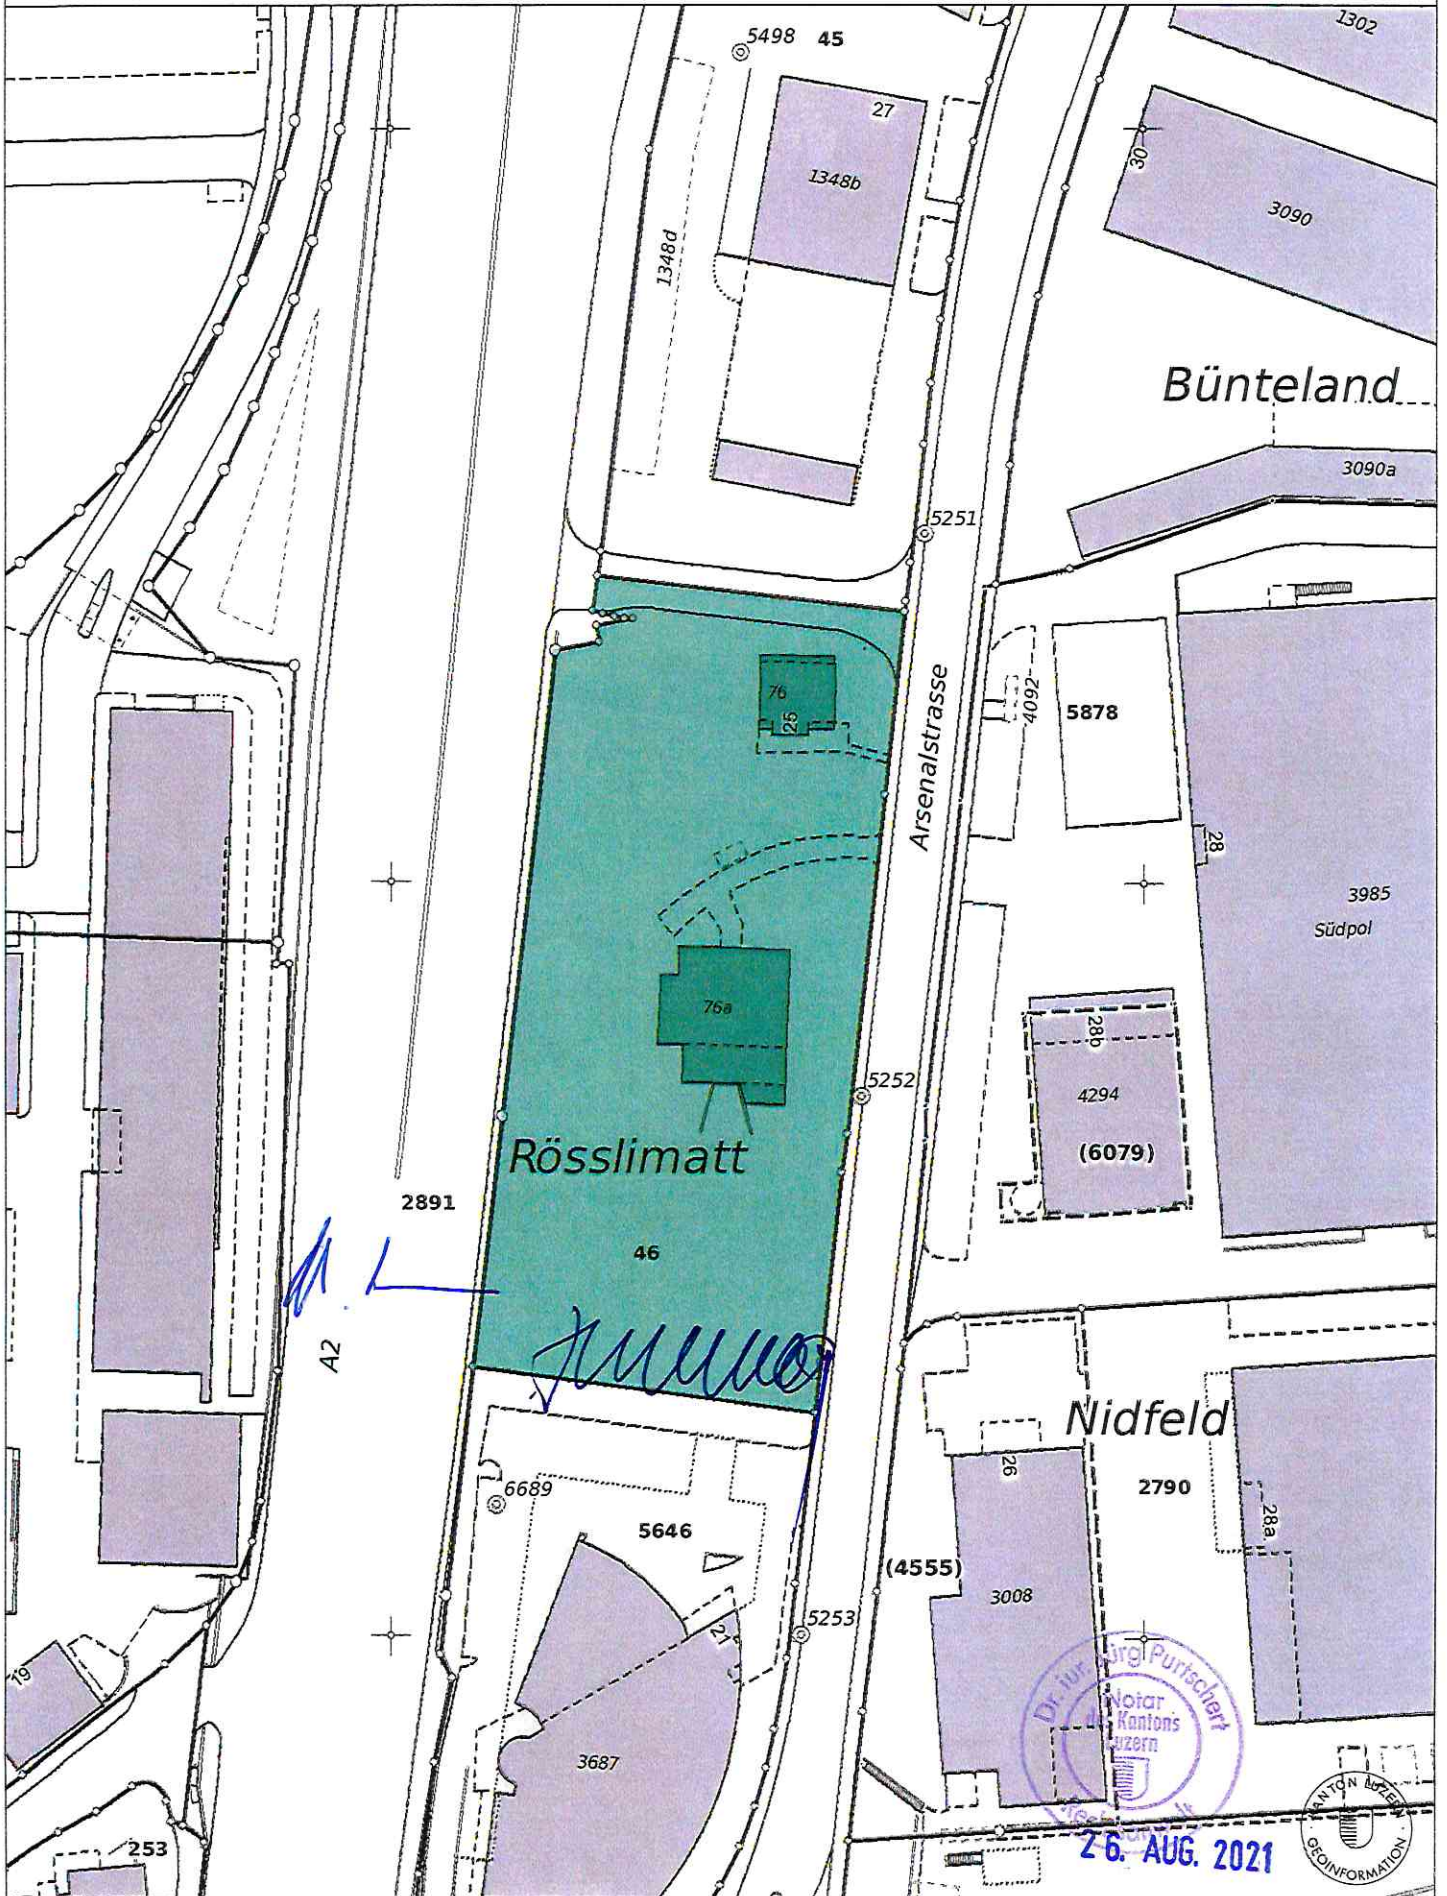 1302
5498 45
27
1348b
30
3090
1348d
Bünteland
3090a
5251
76
25
Arsenalstrasse
4092
5878
28
3985
Südpol
76a
28b
5252
4294
(6079)
Rösslimatt
2891
46
A2
Nidfeld
26
2790
6689
28a
5646
(4555)
3008
21
5253
19
3687
253
Dr. iur. Jürg Purtschert
Notar
des Kantons
Luzern
Rechtsanwalt
26. AUG. 2021
KANTON LUZERN
GEOINFORMATION